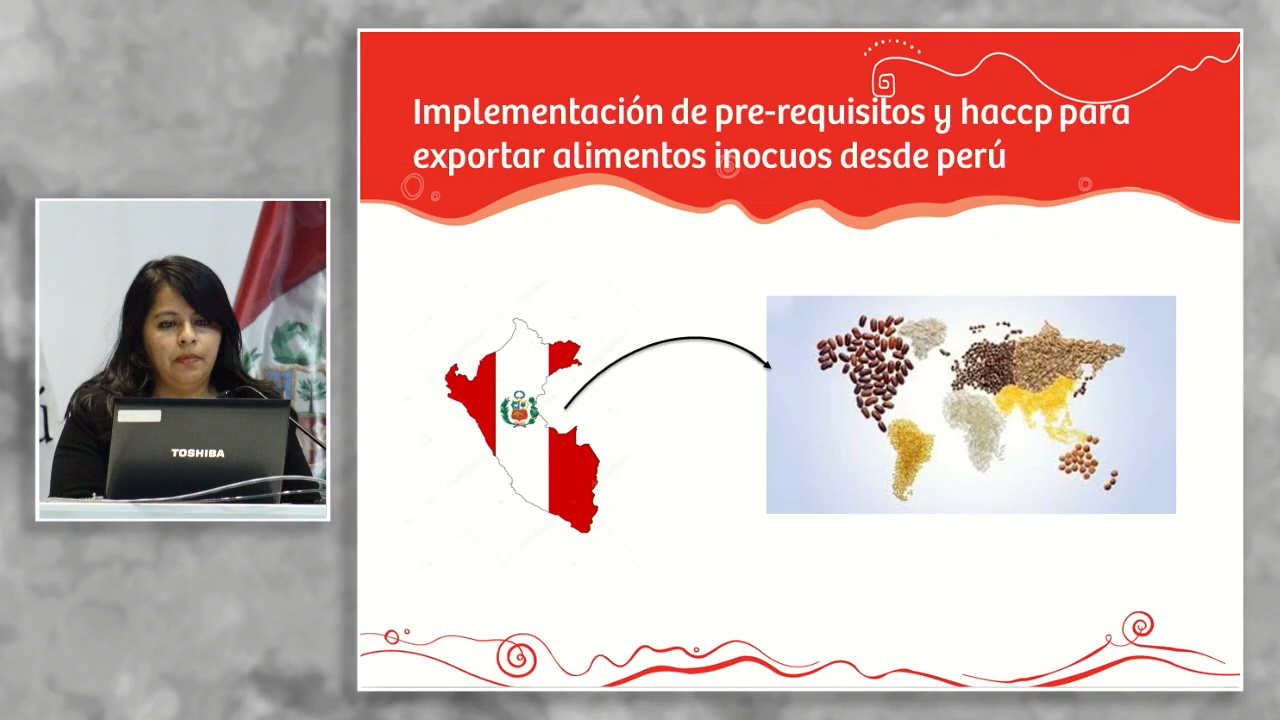 Implementación de pre-requisitos y haccp para
exportar alimentos inocuos desde perú
TOSHIBA